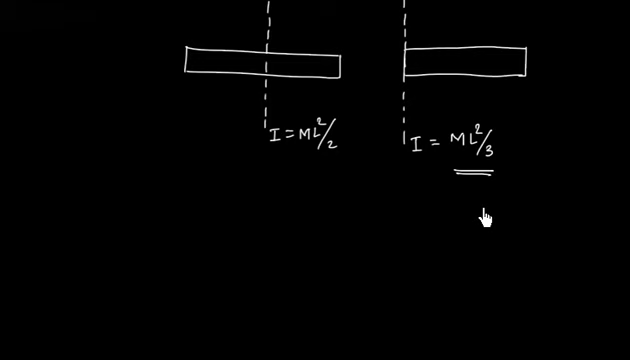 I = ML²/2
I = ML²/3